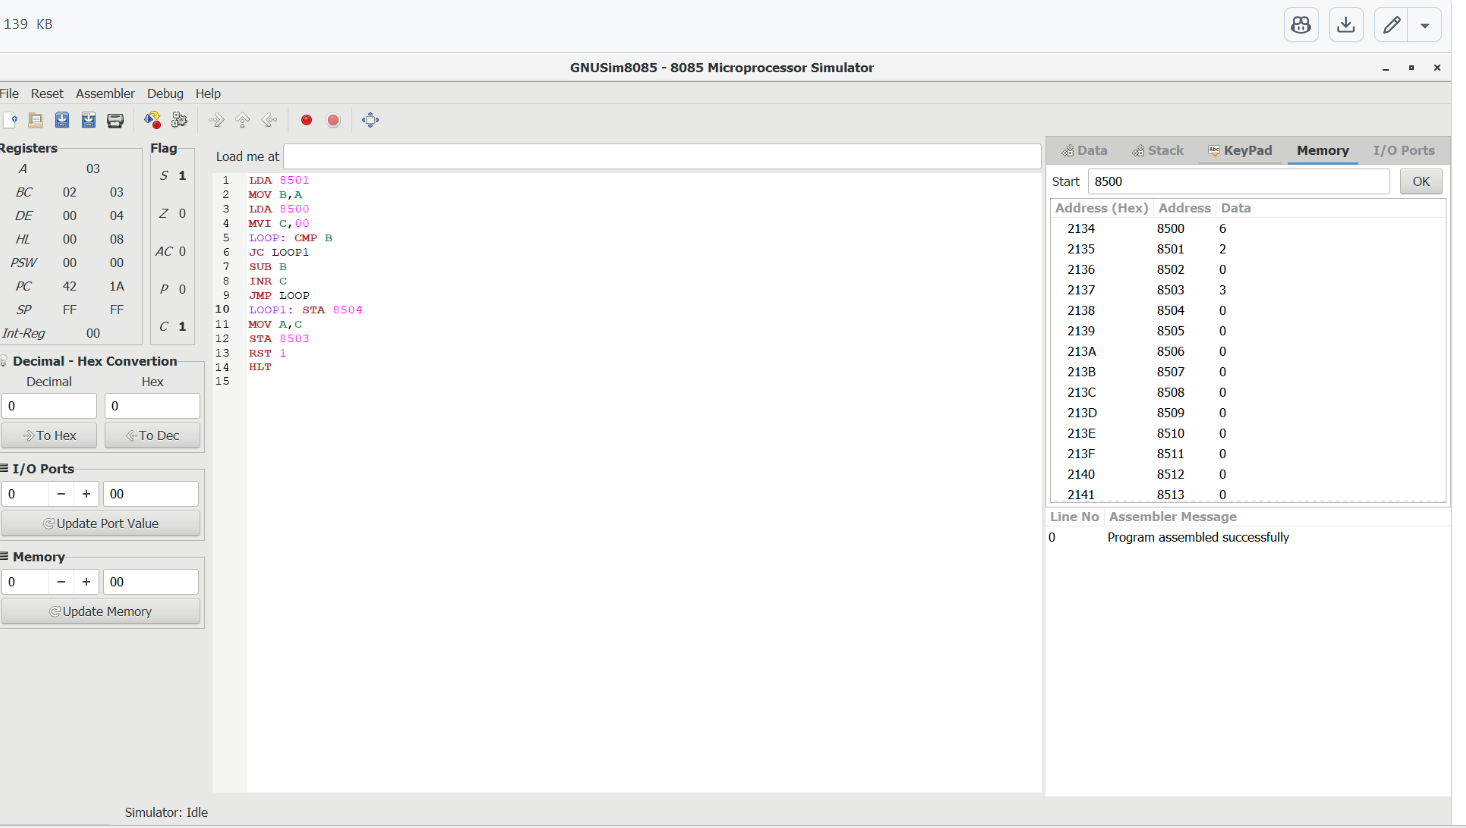 139 KB
GNUSim8085 - 8085 Microprocessor Simulator
File Reset Assembler Debug Help
Registers
A 03
BC 02 03
DE 00 04
HL 00 08
PSW 00 00
PC 42 1A
SP FF FF
Int-Reg 00
Flag
S 1
Z 0
AC 0
P 0
C 1
Decimal - Hex Convertion
Decimal Hex
0 0
To Hex To Dec
I/O Ports
0 − + 00
Update Port Value
Memory
0 − + 00
Update Memory
Load me at
1 LDA 8501
2 MOV B,A
3 LDA 8500
4 MVI C,00
5 LOOP: CMP B
6 JC LOOP1
7 SUB B
8 INR C
9 JMP LOOP
10 LOOP1: STA 8504
11 MOV A,C
12 STA 8503
13 RST 1
14 HLT
15
Data Stack Abc KeyPad Memory I/O Ports
Start 8500 OK
Address (Hex) Address Data
2134 8500 6
2135 8501 2
2136 8502 0
2137 8503 3
2138 8504 0
2139 8505 0
213A 8506 0
213B 8507 0
213C 8508 0
213D 8509 0
213E 8510 0
213F 8511 0
2140 8512 0
2141 8513 0
Line No Assembler Message
0 Program assembled successfully
Simulator: Idle